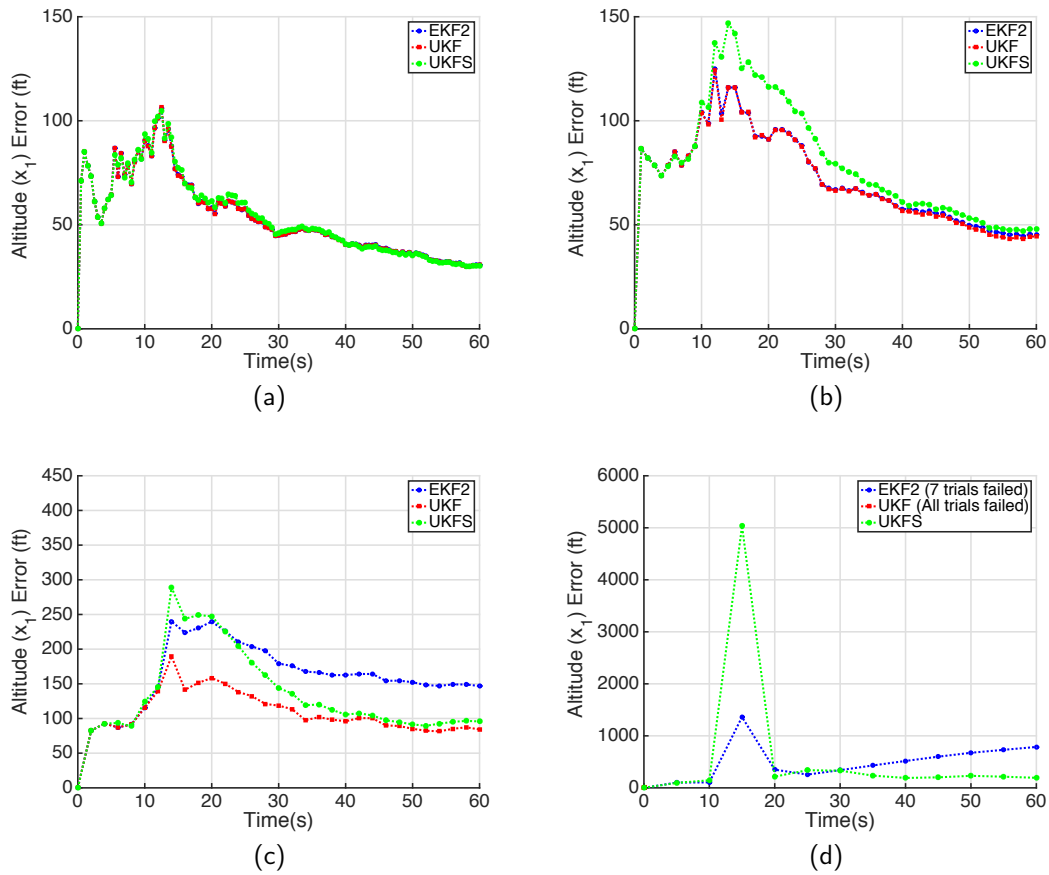 150
100
50
0
Altitude (x_1) Error (ft)
EKF2
UKF
UKFS
0 10 20 30 40 50 60
Time(s)
(a)
150
100
50
0
Altitude (x_1) Error (ft)
EKF2
UKF
UKFS
0 10 20 30 40 50 60
Time(s)
(b)
450
400
350
300
250
200
150
100
50
0
Altitude (x_1) Error (ft)
EKF2
UKF
UKFS
0 10 20 30 40 50 60
Time(s)
(c)
6000
5000
4000
3000
2000
1000
0
Altitude (x_1) Error (ft)
EKF2 (7 trials failed)
UKF (All trials failed)
UKFS
0 10 20 30 40 50 60
Time(s)
(d)